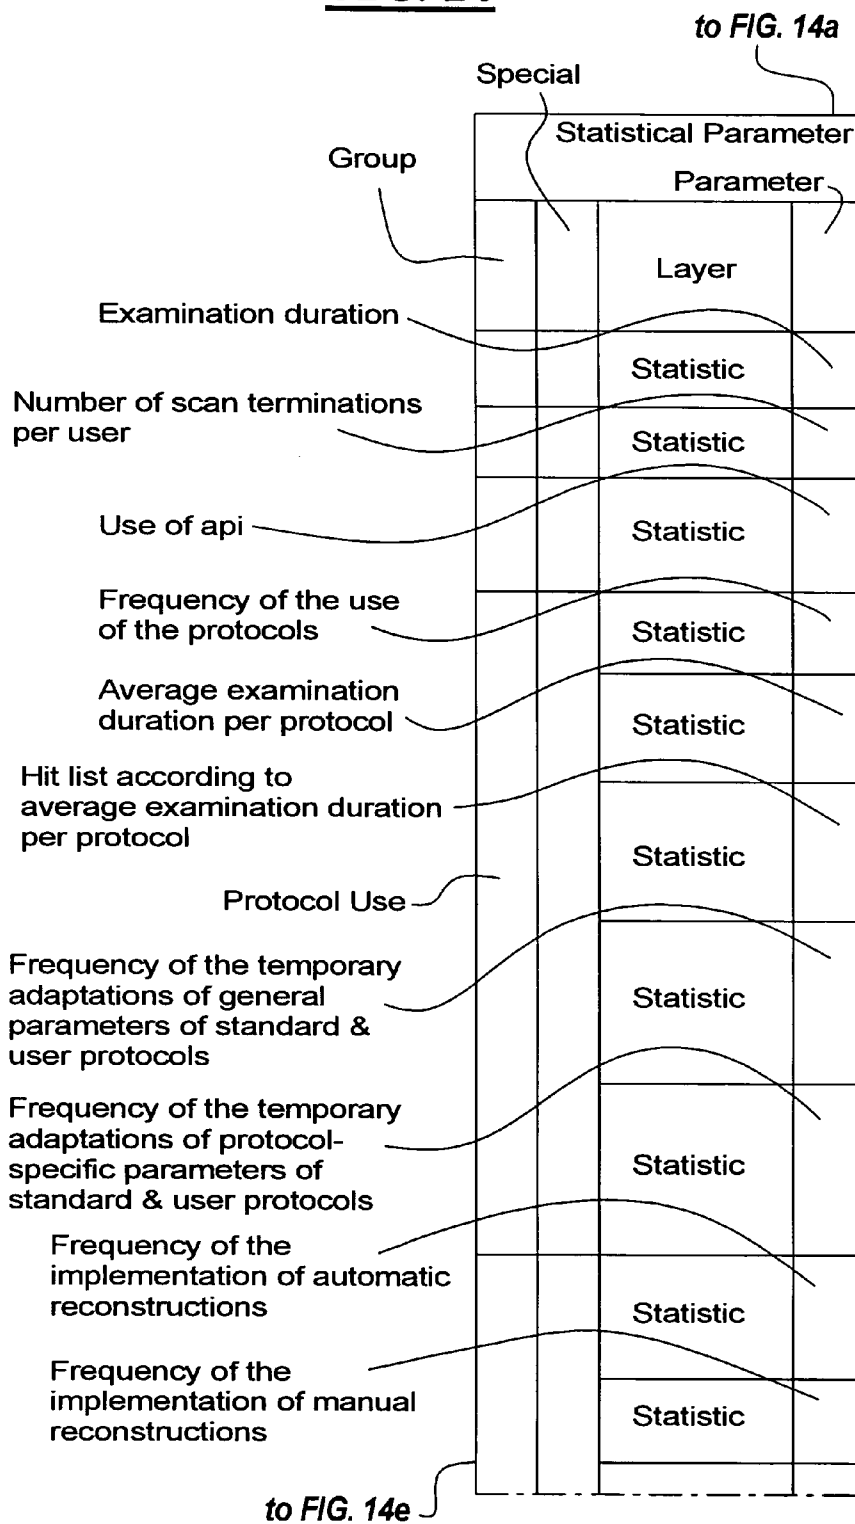 to FIG. 14a
Special
Statistical Parameter
Group
Parameter
Layer
Examination duration
Statistic
Number of scan terminations
per user
Statistic
Use of api
Statistic
Frequency of the use
of the protocols
Statistic
Average examination
duration per protocol
Statistic
Hit list according to
average examination duration
per protocol
Statistic
Protocol Use
Frequency of the temporary
adaptations of general
parameters of standard &
user protocols
Statistic
Frequency of the temporary
adaptations of protocol-
specific parameters of
standard & user protocols
Statistic
Frequency of the
implementation of automatic
reconstructions
Statistic
Frequency of the
implementation of manual
reconstructions
Statistic
to FIG. 14e